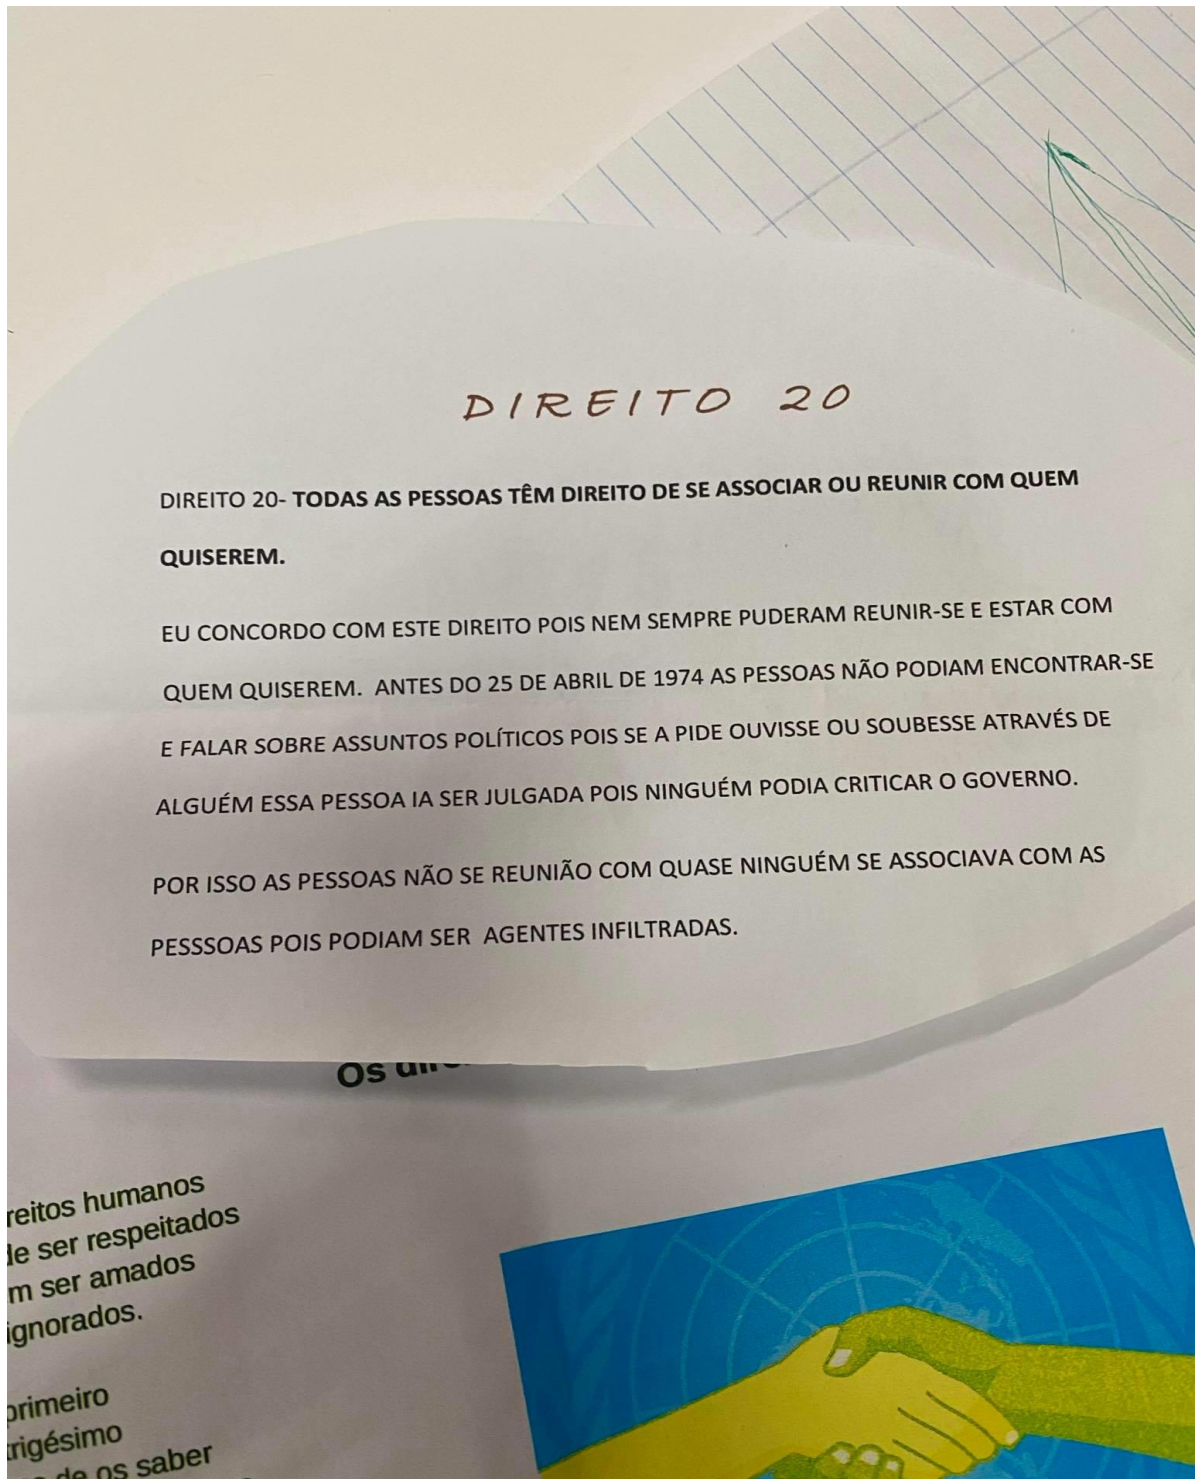 DIREITO 20
DIREITO 20- TODAS AS PESSOAS TÊM DIREITO DE SE ASSOCIAR OU REUNIR COM QUEM
QUISEREM.
EU CONCORDO COM ESTE DIREITO POIS NEM SEMPRE PUDERAM REUNIR-SE E ESTAR COM
QUEM QUISEREM. ANTES DO 25 DE ABRIL DE 1974 AS PESSOAS NÃO PODIAM ENCONTRAR-SE
E FALAR SOBRE ASSUNTOS POLÍTICOS POIS SE A PIDE OUVISSE OU SOUBESSE ATRAVÉS DE
ALGUÉM ESSA PESSOA IA SER JULGADA POIS NINGUÉM PODIA CRITICAR O GOVERNO.
POR ISSO AS PESSOAS NÃO SE REUNIÃO COM QUASE NINGUÉM SE ASSOCIAVA COM AS
PESSSOAS POIS PODIAM SER AGENTES INFILTRADAS.
Os
reitos humanos
de ser respeitados
m ser amados
ignorados.
primeiro
trigésimo
de os saber